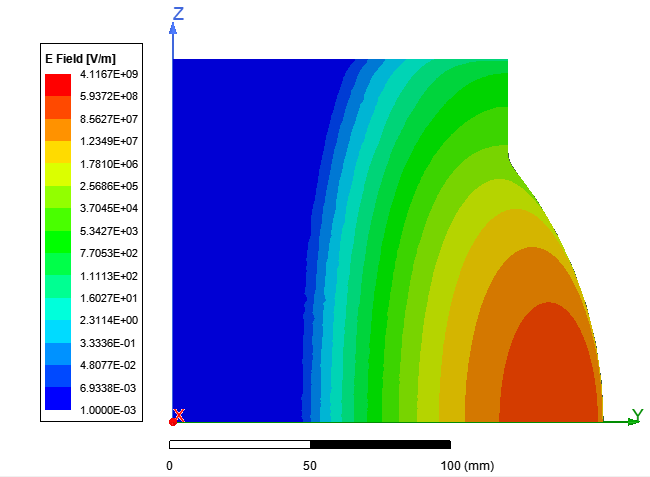 Z
E Field [V/m]
4.1167E+09
5.9372E+08
8.5627E+07
1.2349E+07
1.7810E+06
2.5686E+05
3.7045E+04
5.3427E+03
7.7053E+02
1.1113E+02
1.6027E+01
2.3114E+00
3.3336E-01
4.8077E-02
6.9338E-03
1.0000E-03
X
Y
0 50 100 (mm)